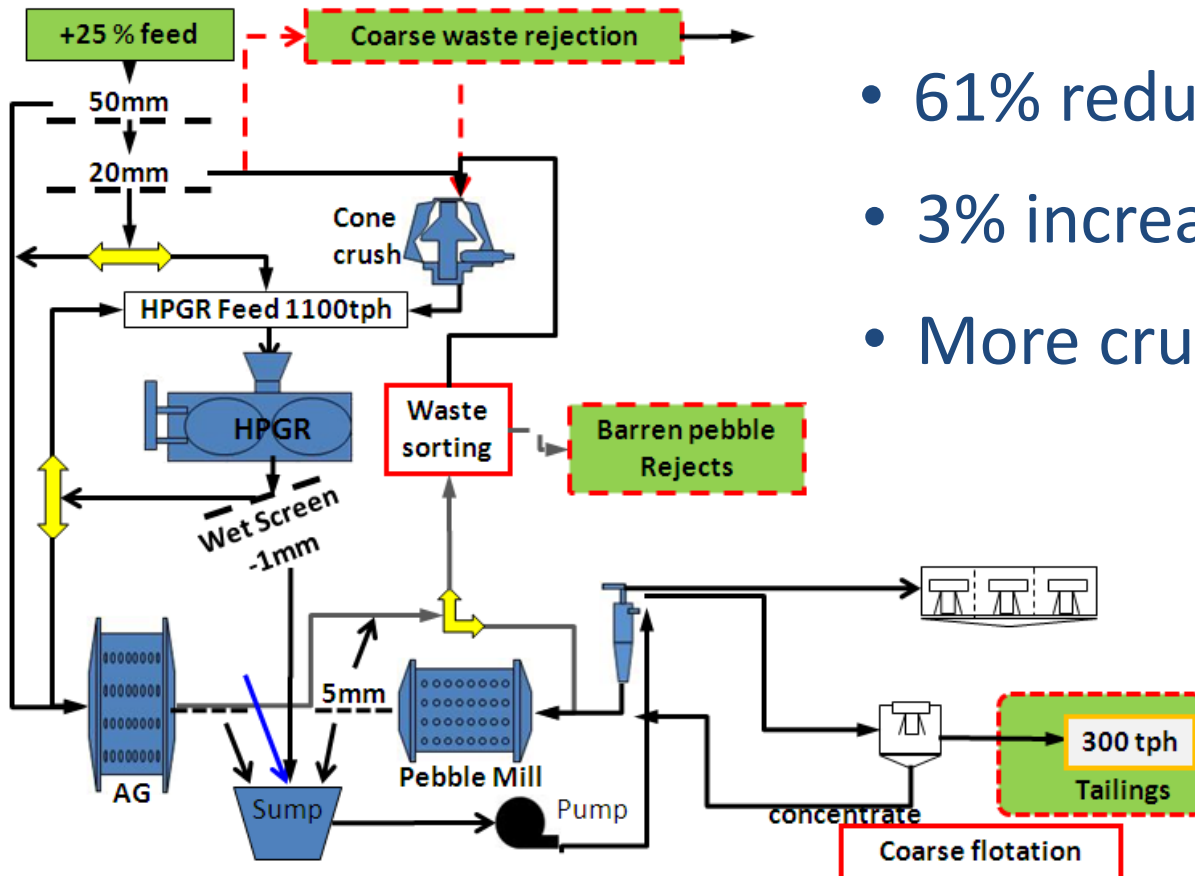 +25 % feed
Coarse waste rejection
50mm
20mm
Cone
crush
HPGR Feed 1100tph
HPGR
Wet Screen
-1mm
Waste
sorting
Barren pebble
Rejects
5mm
AG
Pebble Mill
Sump
Pump
300 tph
Tailings
concentrate
Coarse flotation
• 61% redu
• 3% increa
• More cru